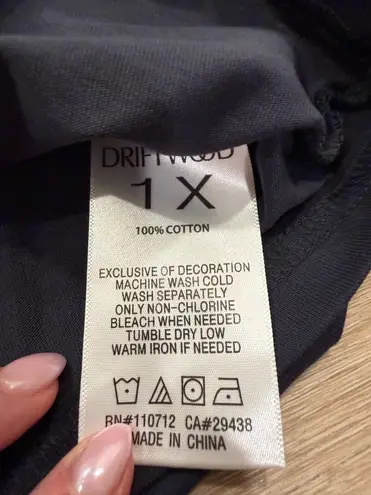 DRIFTWOOD
1 X
100% COTTON
EXCLUSIVE OF DECORATION
MACHINE WASH COLD
WASH SEPARATELY
ONLY NON-CHLORINE
BLEACH WHEN NEEDED
TUMBLE DRY LOW
WARM IRON IF NEEDED
RN#110712 CA#29438
MADE IN CHINA